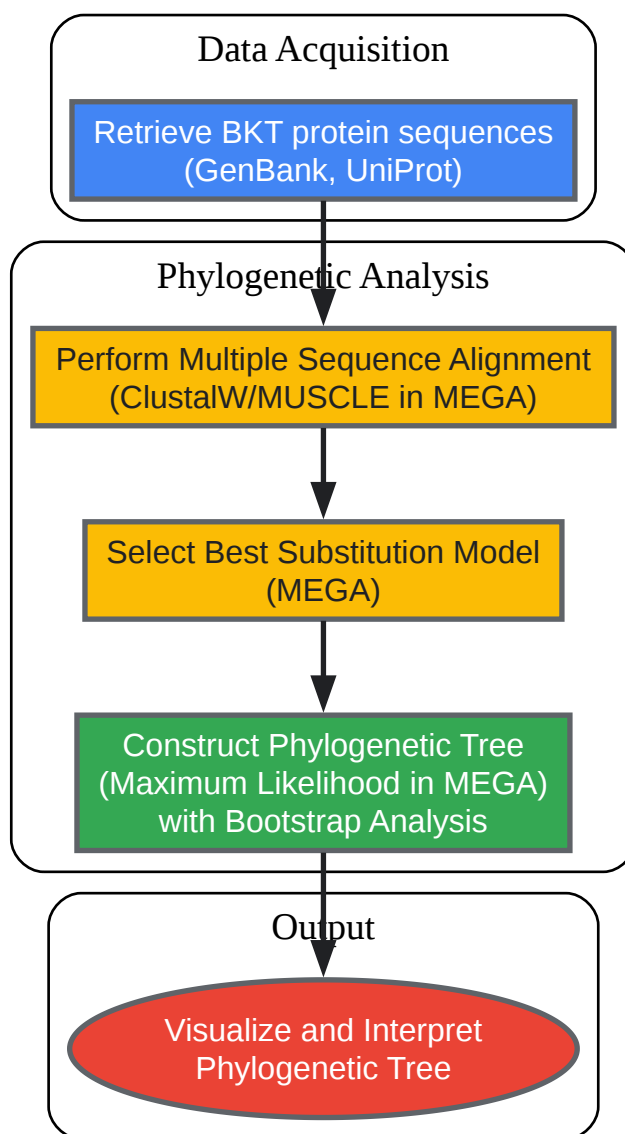 Data Acquisition
Retrieve BKT protein sequences
(GenBank, UniProt)
Phylogenetic Analysis
Perform Multiple Sequence Alignment
(ClustalW/MUSCLE in MEGA)
Select Best Substitution Model
(MEGA)
Construct Phylogenetic Tree
(Maximum Likelihood in MEGA)
with Bootstrap Analysis
Output
Visualize and Interpret
Phylogenetic Tree